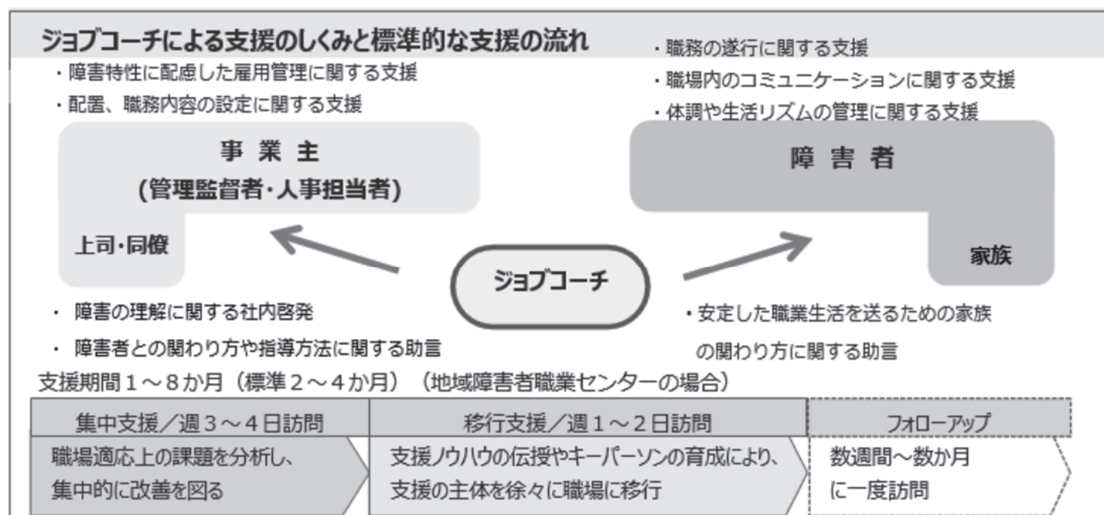 ジョブコーチによる支援のしくみと標準的な支援の流れ
・障害特性に配慮した雇用管理に関する支援
・配置、職務内容の設定に関する支援
・職務の遂行に関する支援
・職場内のコミュニケーションに関する支援
・体調や生活リズムの管理に関する支援
事 業 主
(管理監督者・人事担当者)
上司・同僚
障 害 者
家族
ジョブコーチ
・ 障害の理解に関する社内啓発
・ 障害者との関わり方や指導方法に関する助言
・安定した職業生活を送るための家族
の関わり方に関する助言
支援期間1~8か月(標準2~4か月)(地域障害者職業センターの場合)
集中支援/週3~4日訪問
職場適応上の課題を分析し、
集中的に改善を図る
移行支援/週1~2日訪問
支援ノウハウの伝授やキーパーソンの育成により、
支援の主体を徐々に職場に移行
フォローアップ
数週間~数か月
に一度訪問